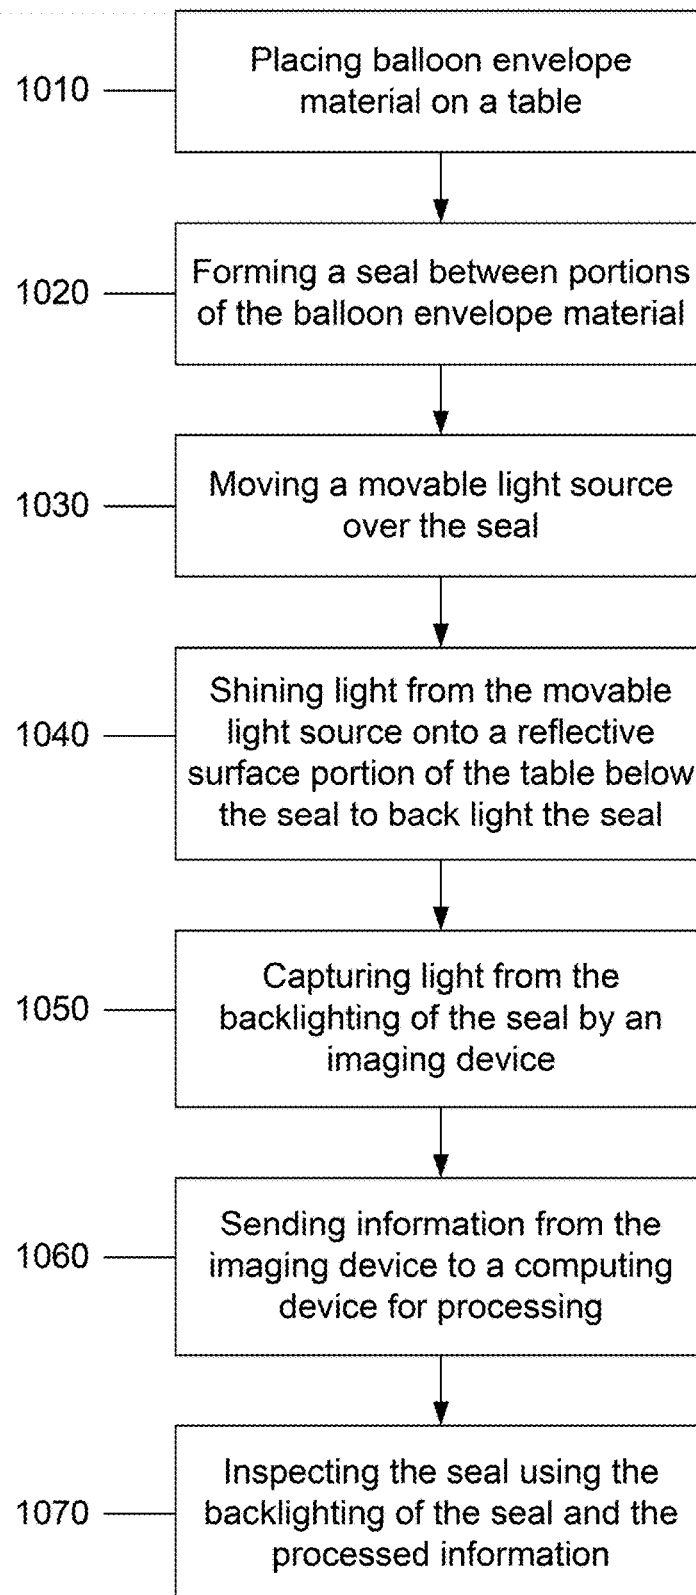 1010
Placing balloon envelope
material on a table
1020
Forming a seal between portions
of the balloon envelope material
1030
Moving a movable light source
over the seal
1040
Shining light from the movable
light source onto a reflective
surface portion of the table below
the seal to back light the seal
1050
Capturing light from the
backlighting of the seal by an
imaging device
1060
Sending information from the
imaging device to a computing
device for processing
1070
Inspecting the seal using the
backlighting of the seal and the
processed information